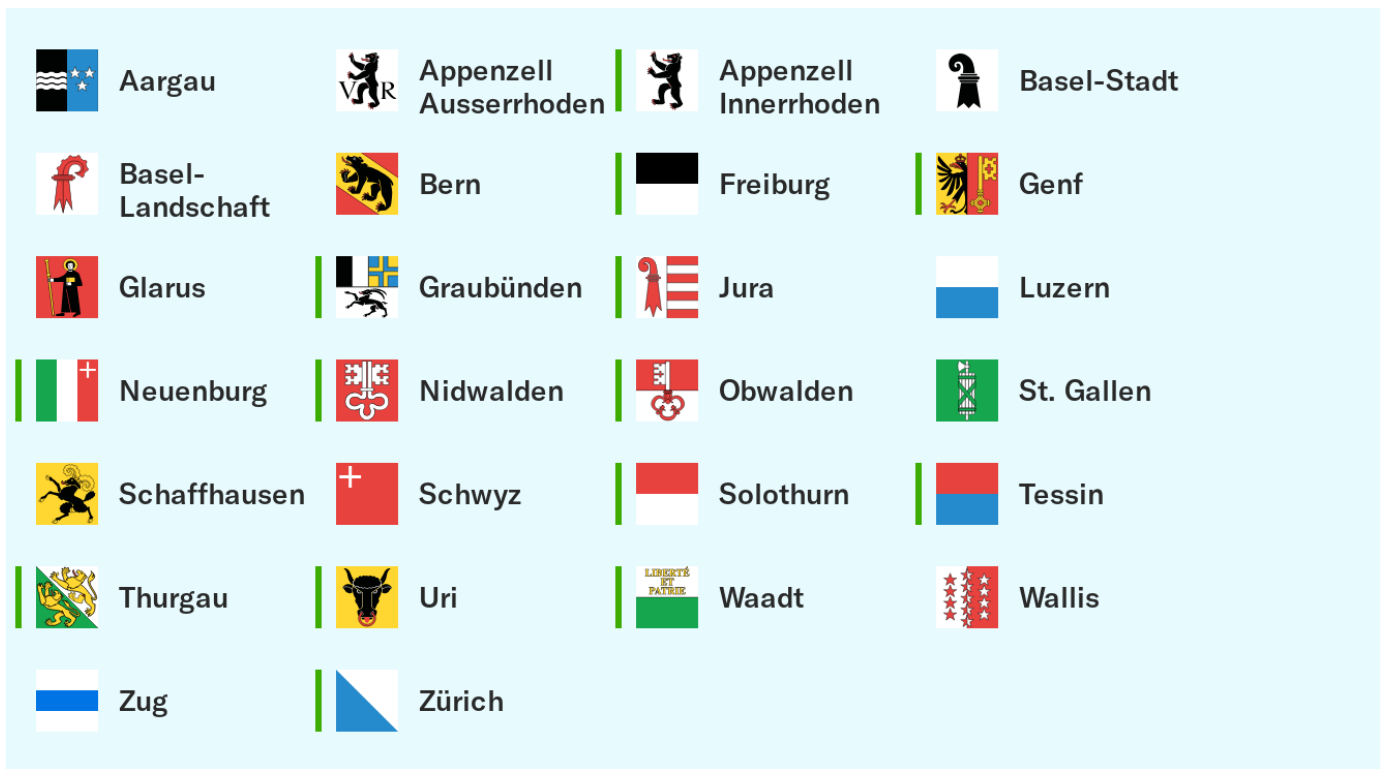 Aargau
V R
Appenzell
Ausserrhoden
Appenzell
Innerrhoden
Basel-Stadt
Basel-
Landschaft
Bern
Freiburg
Genf
Glarus
Graubünden
Jura
Luzern
Neuenburg
Nidwalden
Obwalden
St. Gallen
Schaffhausen
Schwyz
Solothurn
Tessin
Thurgau
Uri
LIBERTÉ
ET
PATRIE
Waadt
Wallis
Zug
Zürich